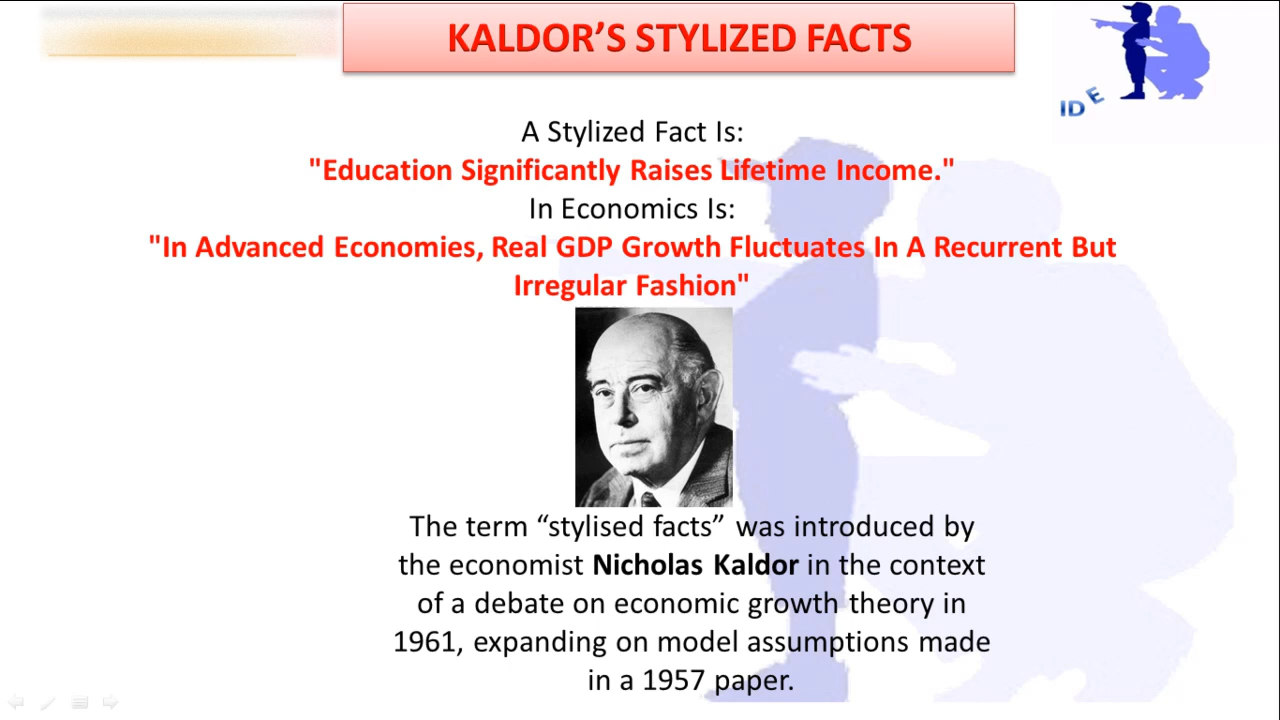 KALDOR’S STYLIZED FACTS
IDE
A Stylized Fact Is:
"Education Significantly Raises Lifetime Income."
In Economics Is:
"In Advanced Economies, Real GDP Growth Fluctuates In A Recurrent But
Irregular Fashion"
The term “stylised facts” was introduced by
the economist Nicholas Kaldor in the context
of a debate on economic growth theory in
1961, expanding on model assumptions made
in a 1957 paper.